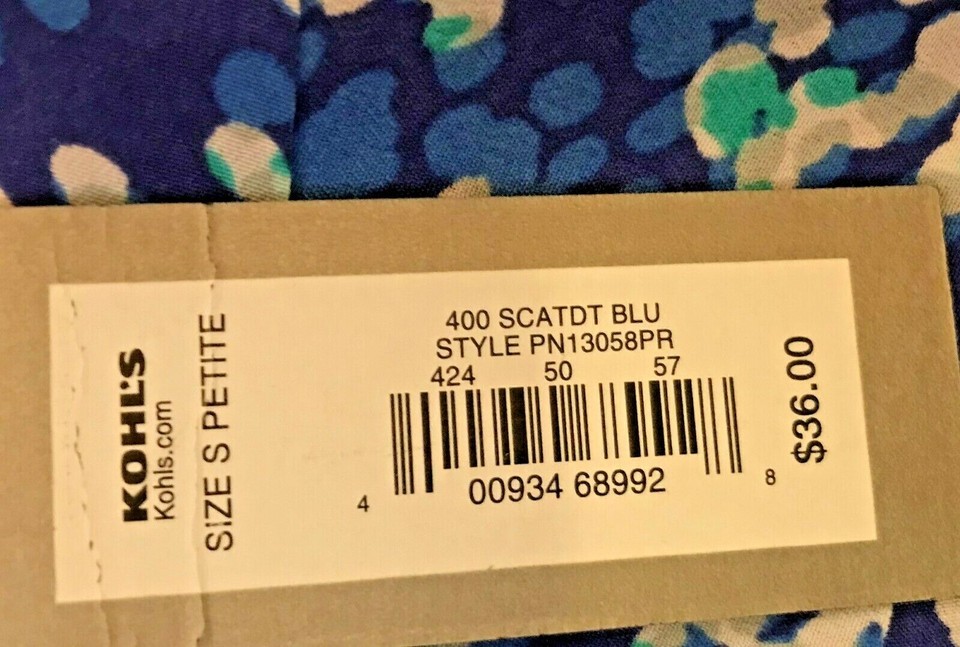 KOHL'S
Kohls.com
SIZE S PETITE
400 SCATDT BLU
STYLE PN13058PR
424 50 57
4 00934 68992 8
$36.00